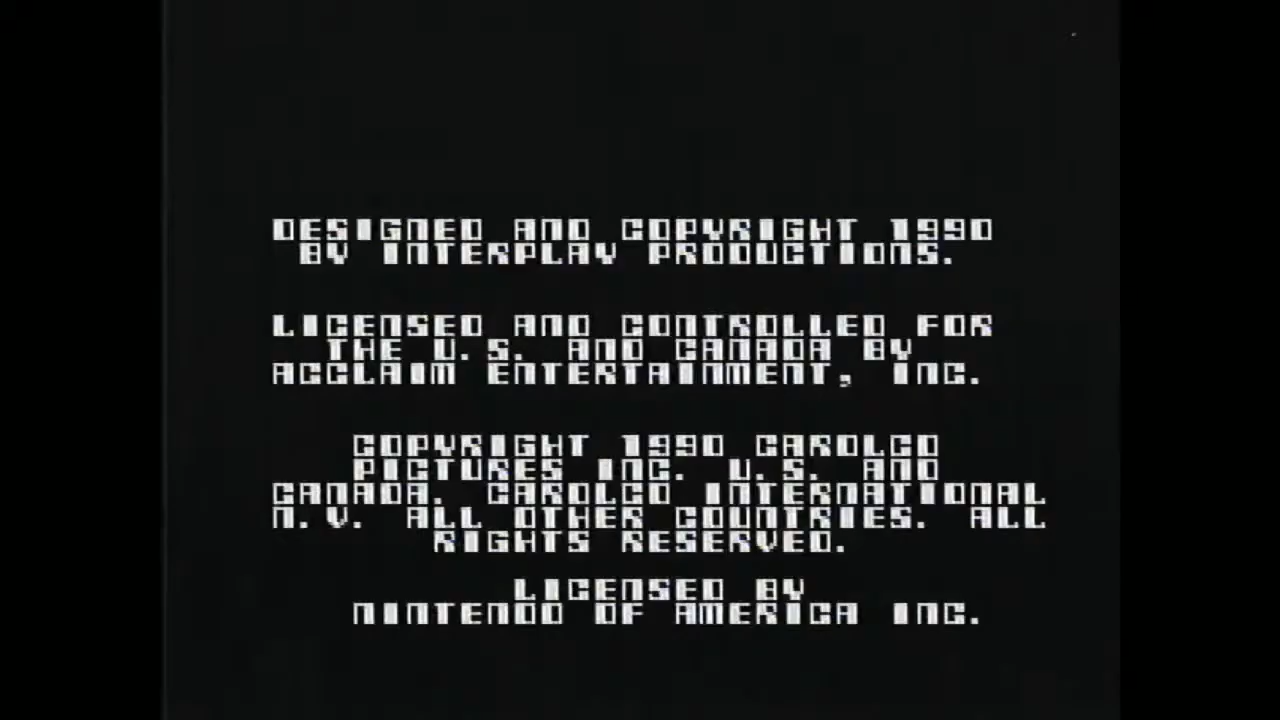 DESIGNED AND COPYRIGHT 1990
BY INTERPLAY PRODUCTIONS.
LICENSED AND CONTROLLED FOR
THE U.S. AND CANADA BY
ACCLAIM ENTERTAINMENT, INC.
COPYRIGHT 1990 CAROLCO
PICTURES INC. U.S. AND
CANADA. CAROLCO INTERNATIONAL
N.V. ALL OTHER COUNTRIES. ALL
RIGHTS RESERVED.
LICENSED BY
NINTENDO OF AMERICA INC.